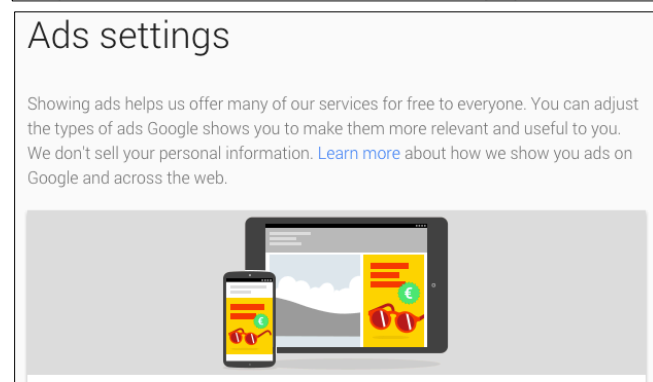 Ads settings
Showing ads helps us offer many of our services for free to everyone. You can adjust
the types of ads Google shows you to make them more relevant and useful to you.
We don't sell your personal information. Learn more about how we show you ads on
Google and across the web.
€
€